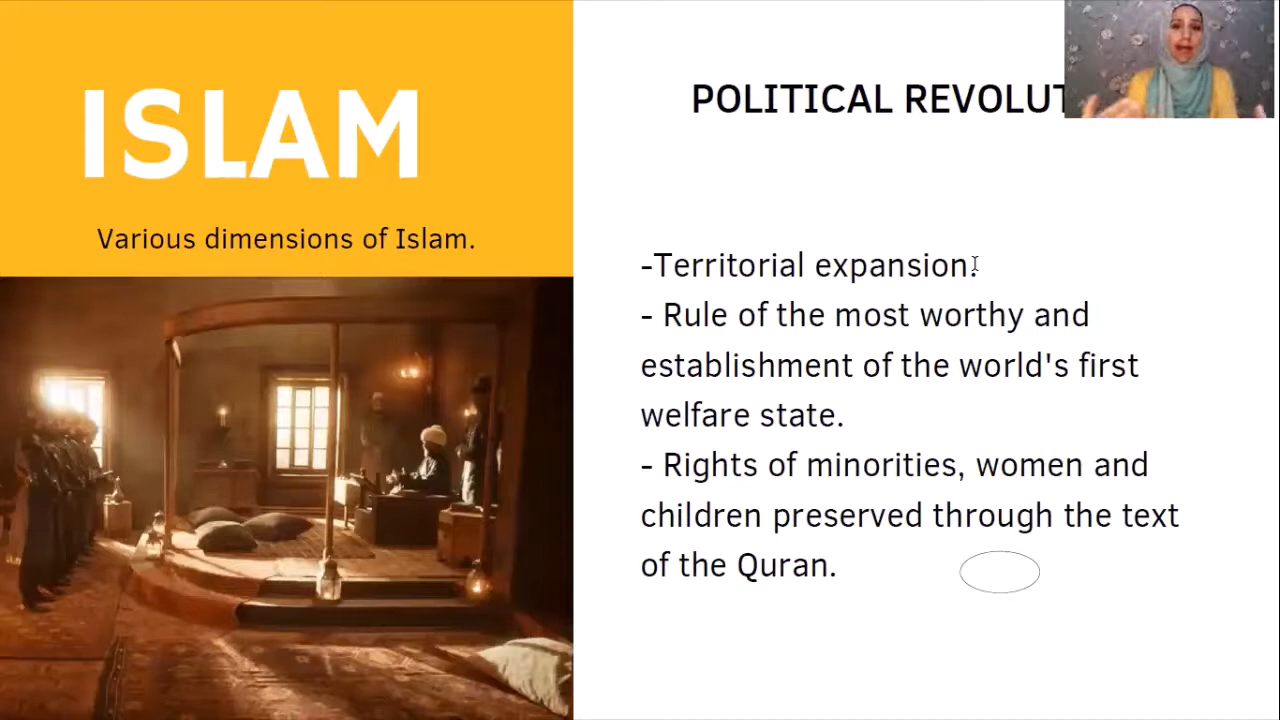 ISLAM
Various dimensions of Islam.
POLITICAL REVOLUT
-Territorial expansion.
- Rule of the most worthy and
establishment of the world's first
welfare state.
- Rights of minorities, women and
children preserved through the text
of the Quran.